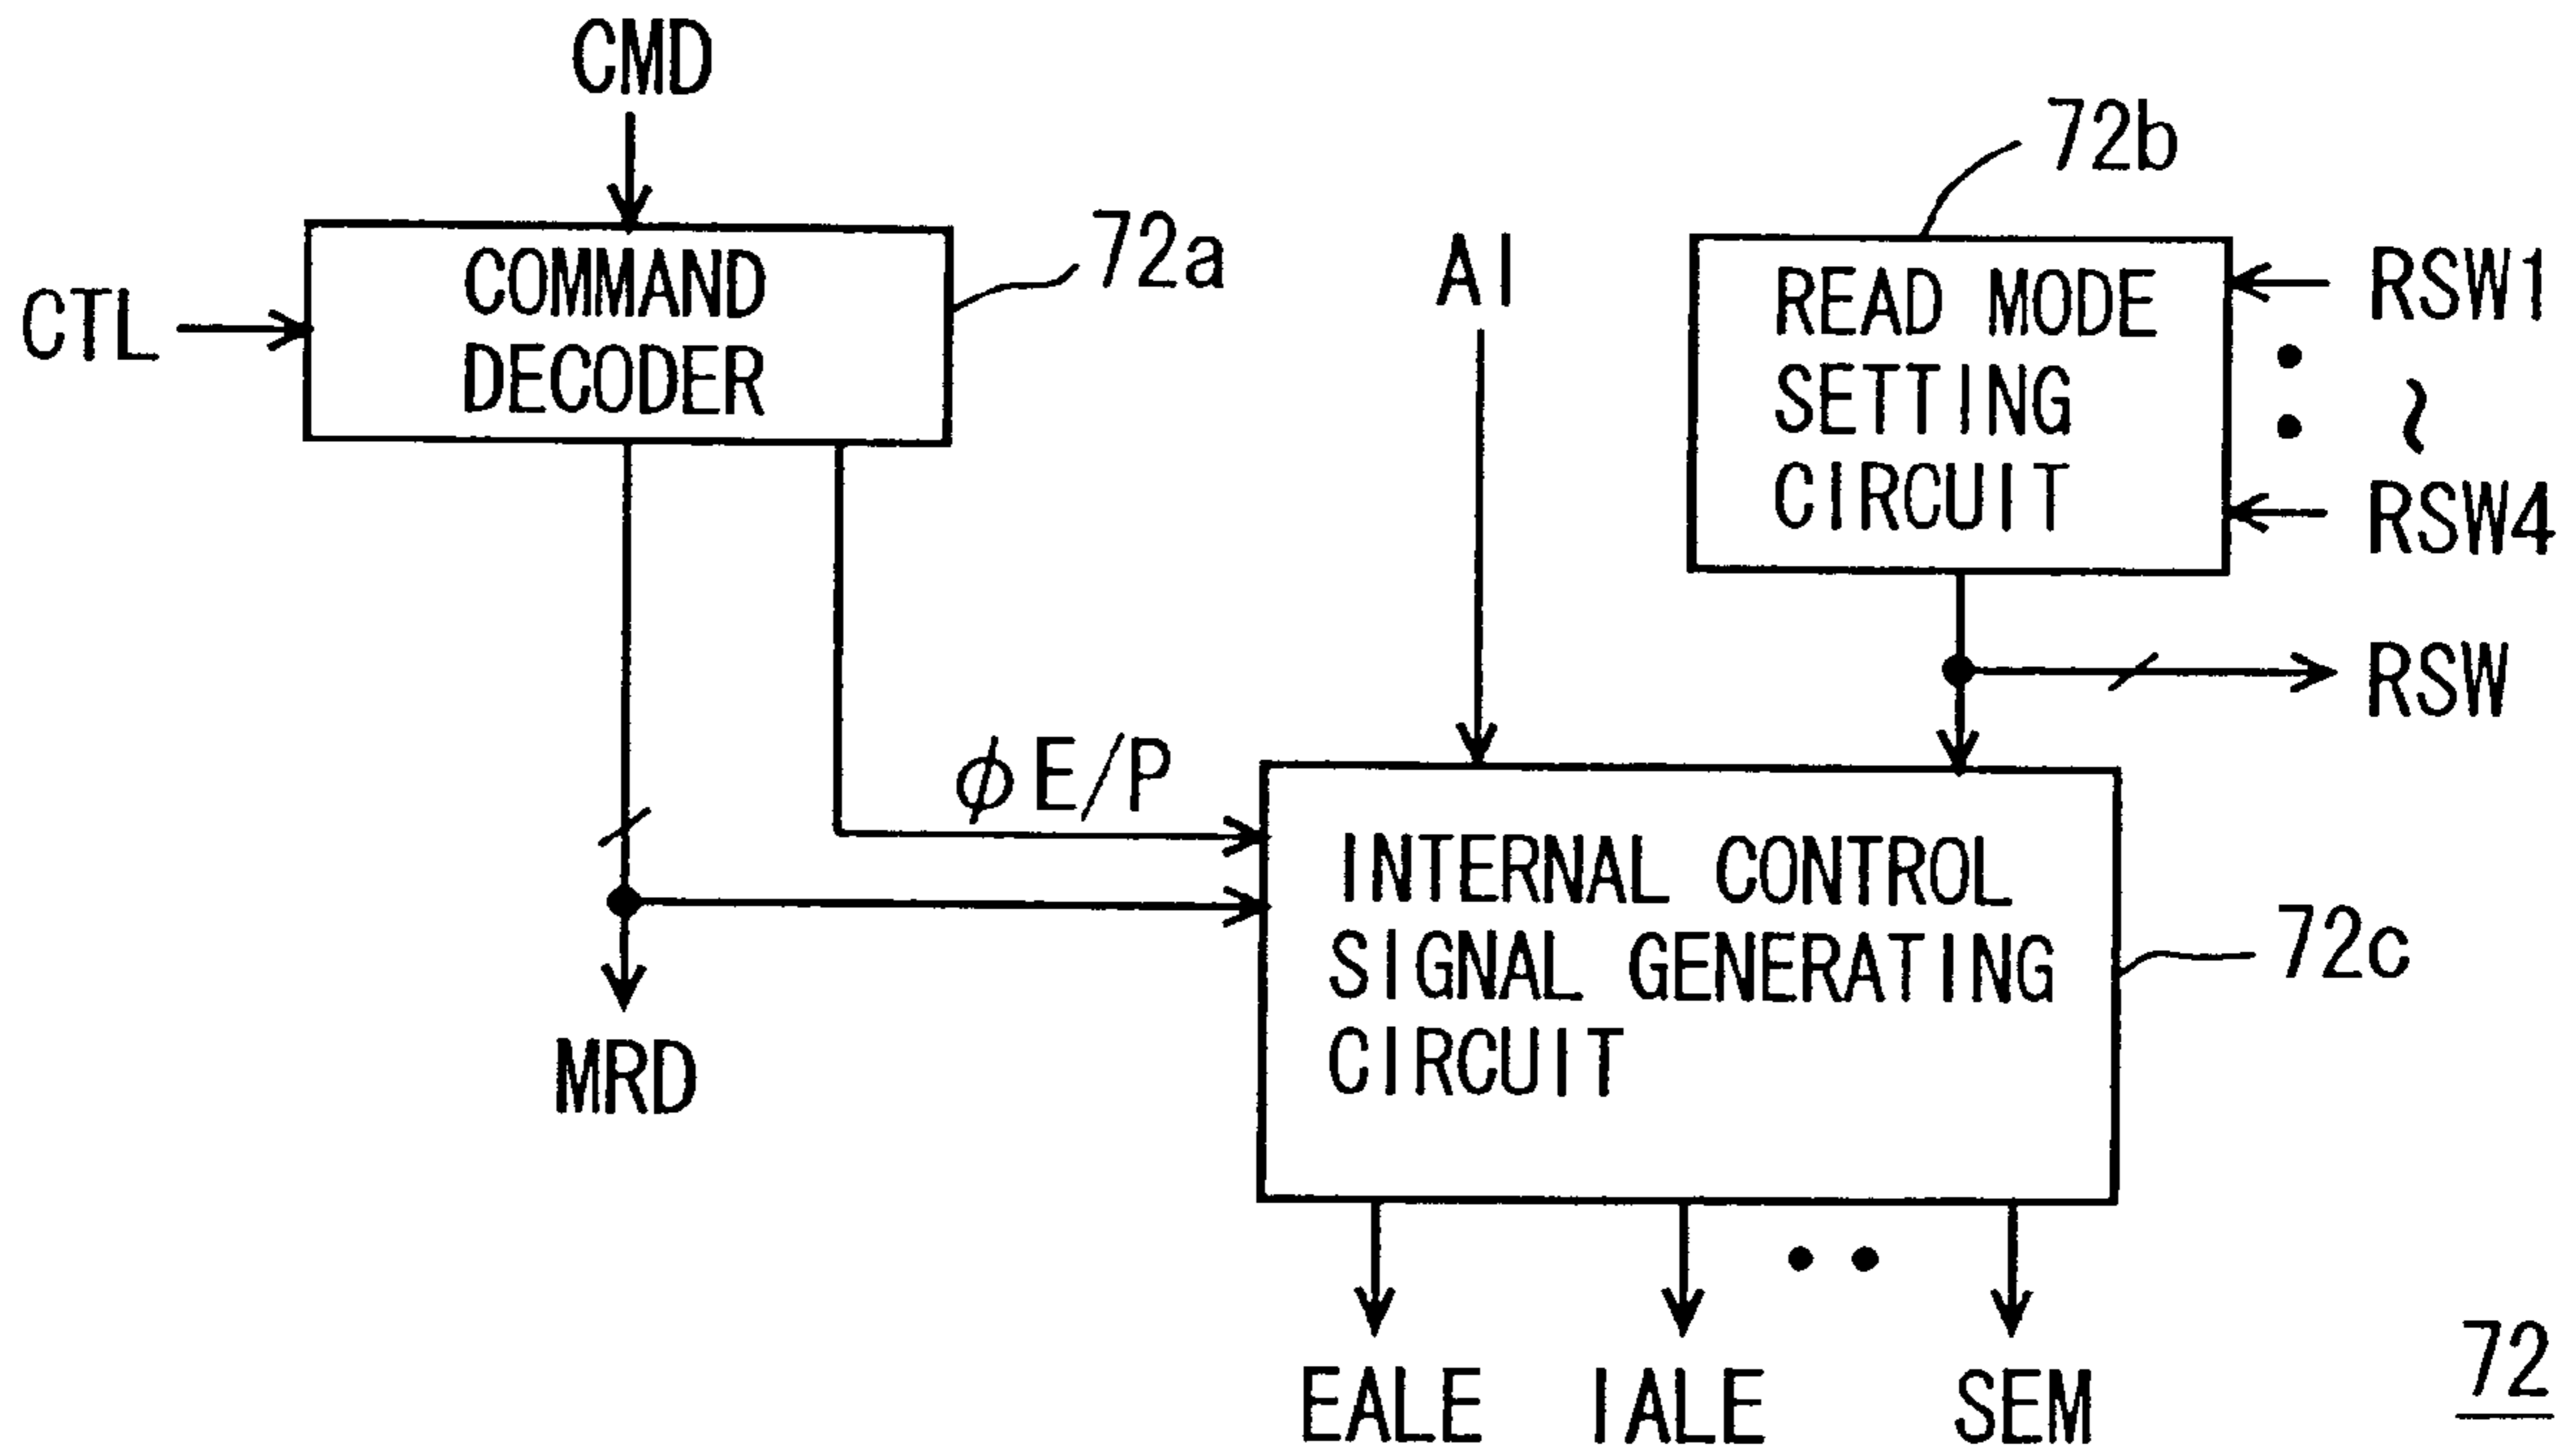 CMD
72b
COMMAND
DECODER
72a
CTL
AI
READ MODE
SETTING
CIRCUIT
RSW1
~
RSW4
RSW
φE/P
INTERNAL CONTROL
SIGNAL GENERATING
CIRCUIT
72c
MRD
EALE
IALE
SEM
72